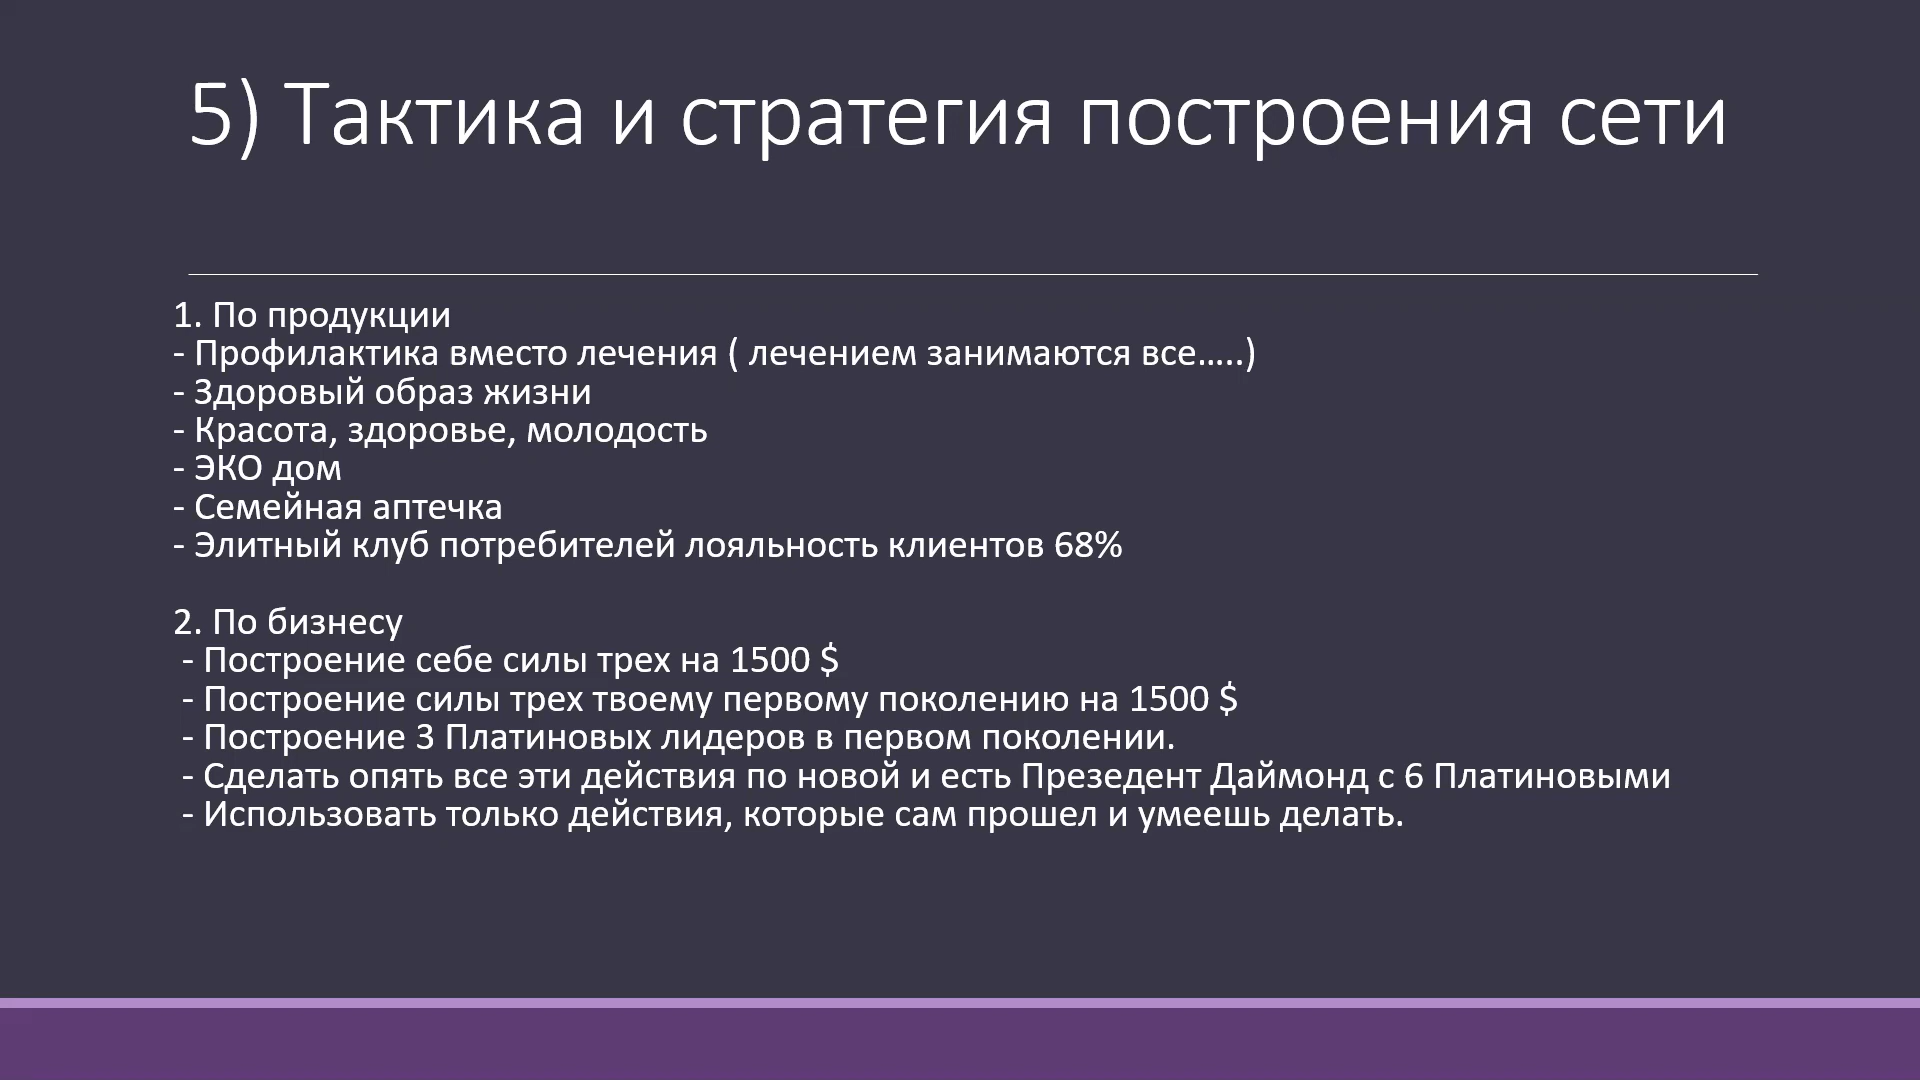 5) Тактика и стратегия построения сети
1. По продукции
- Профилактика вместо лечения ( лечением занимаются все…..)
- Здоровый образ жизни
- Красота, здоровье, молодость
- ЭКО дом
- Семейная аптечка
- Элитный клуб потребителей лояльность клиентов 68%
2. По бизнесу
- Построение себе силы трех на 1500 $
- Построение силы трех твоему первому поколению на 1500 $
- Построение 3 Платиновых лидеров в первом поколении.
- Сделать опять все эти действия по новой и есть Презедент Даймонд с 6 Платиновыми
- Использовать только действия, которые сам прошел и умеешь делать.